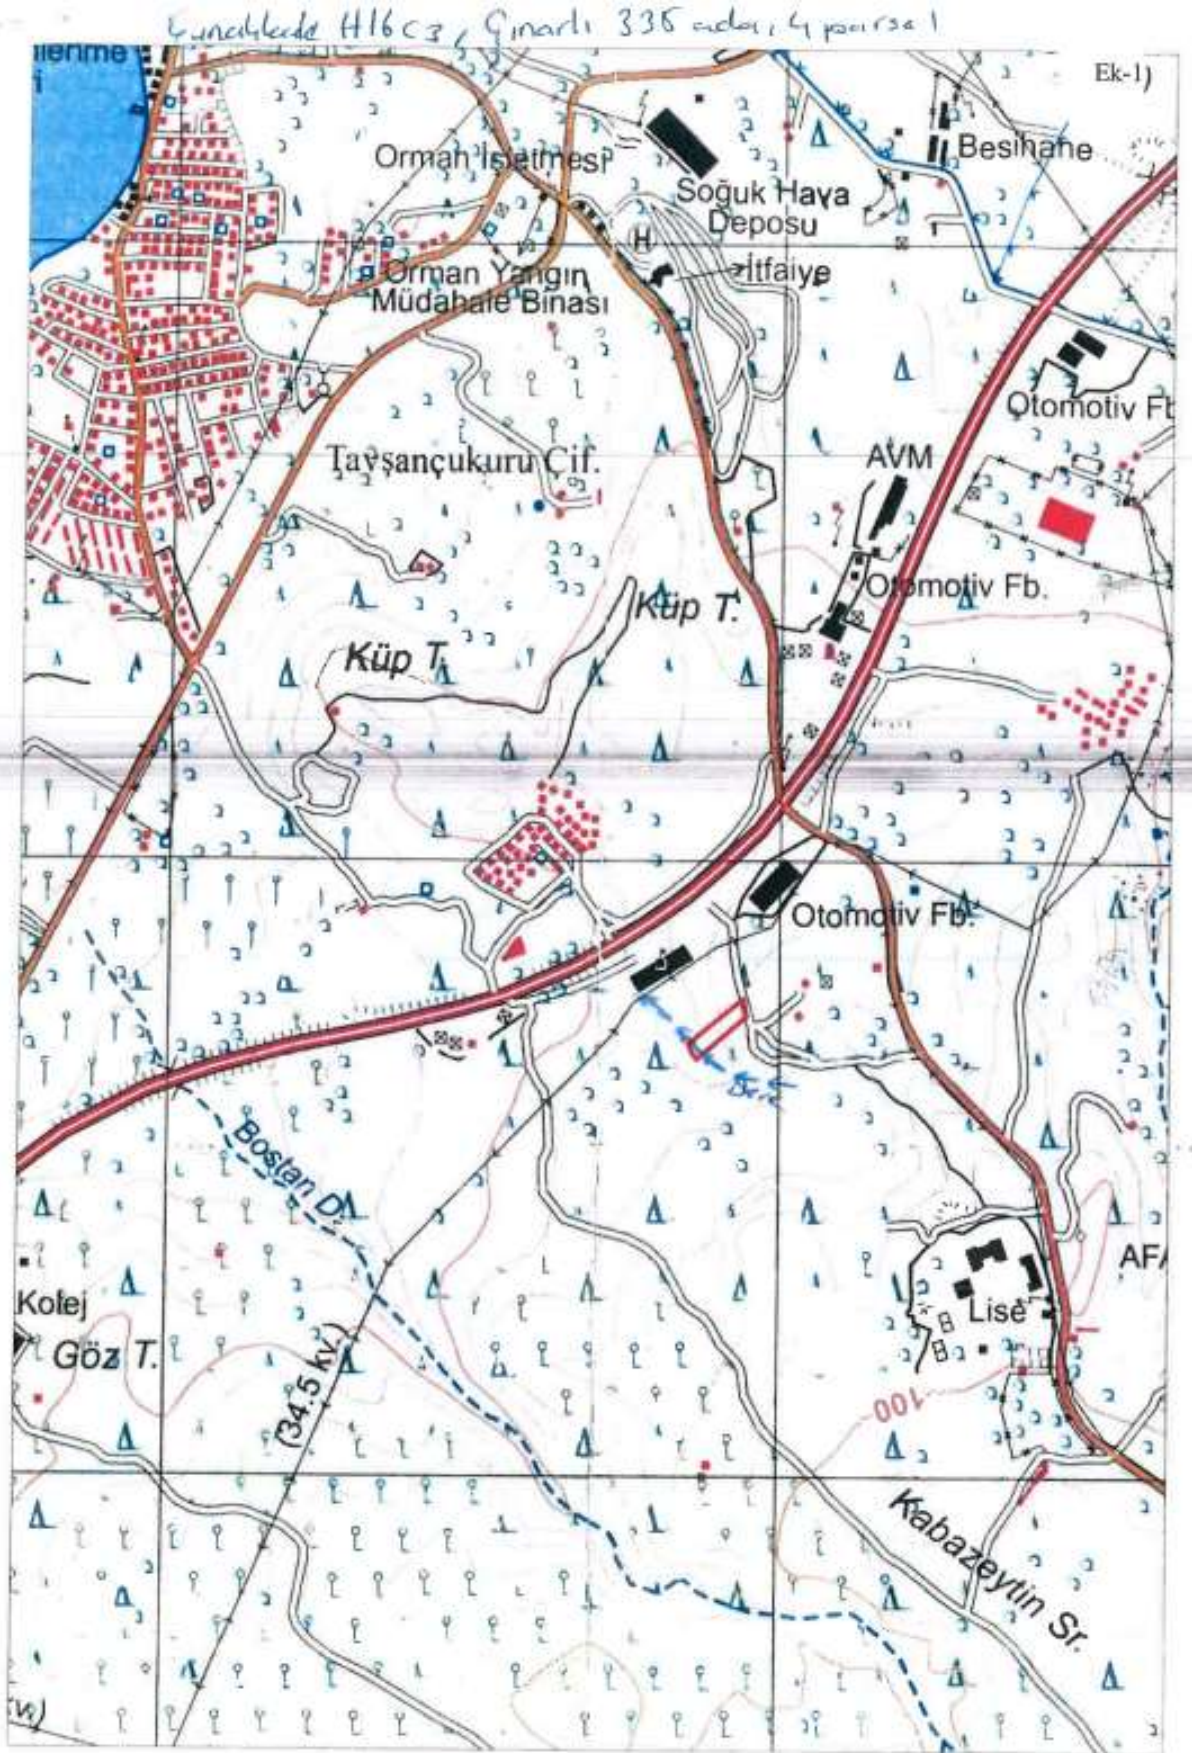 Çanakkale H16c3, Çınarlı 335 ada, 4 parsel
Ek-1)
Besihane
Orman İşletmesi
Soğuk Hava
Deposu
H
İtfaiye
Orman Yangın
Müdahale Binası
Otomotiv Fb
AVM
Tavşançukuru Çif.
Otomotiv Fb.
Küp T.
Küp T.
Otomotiv Fb.
Dere
Bostan D.
AFA
Kolej
Lise
Göz T.
(34.5 kv.)
100
Kabazeytin Sr.